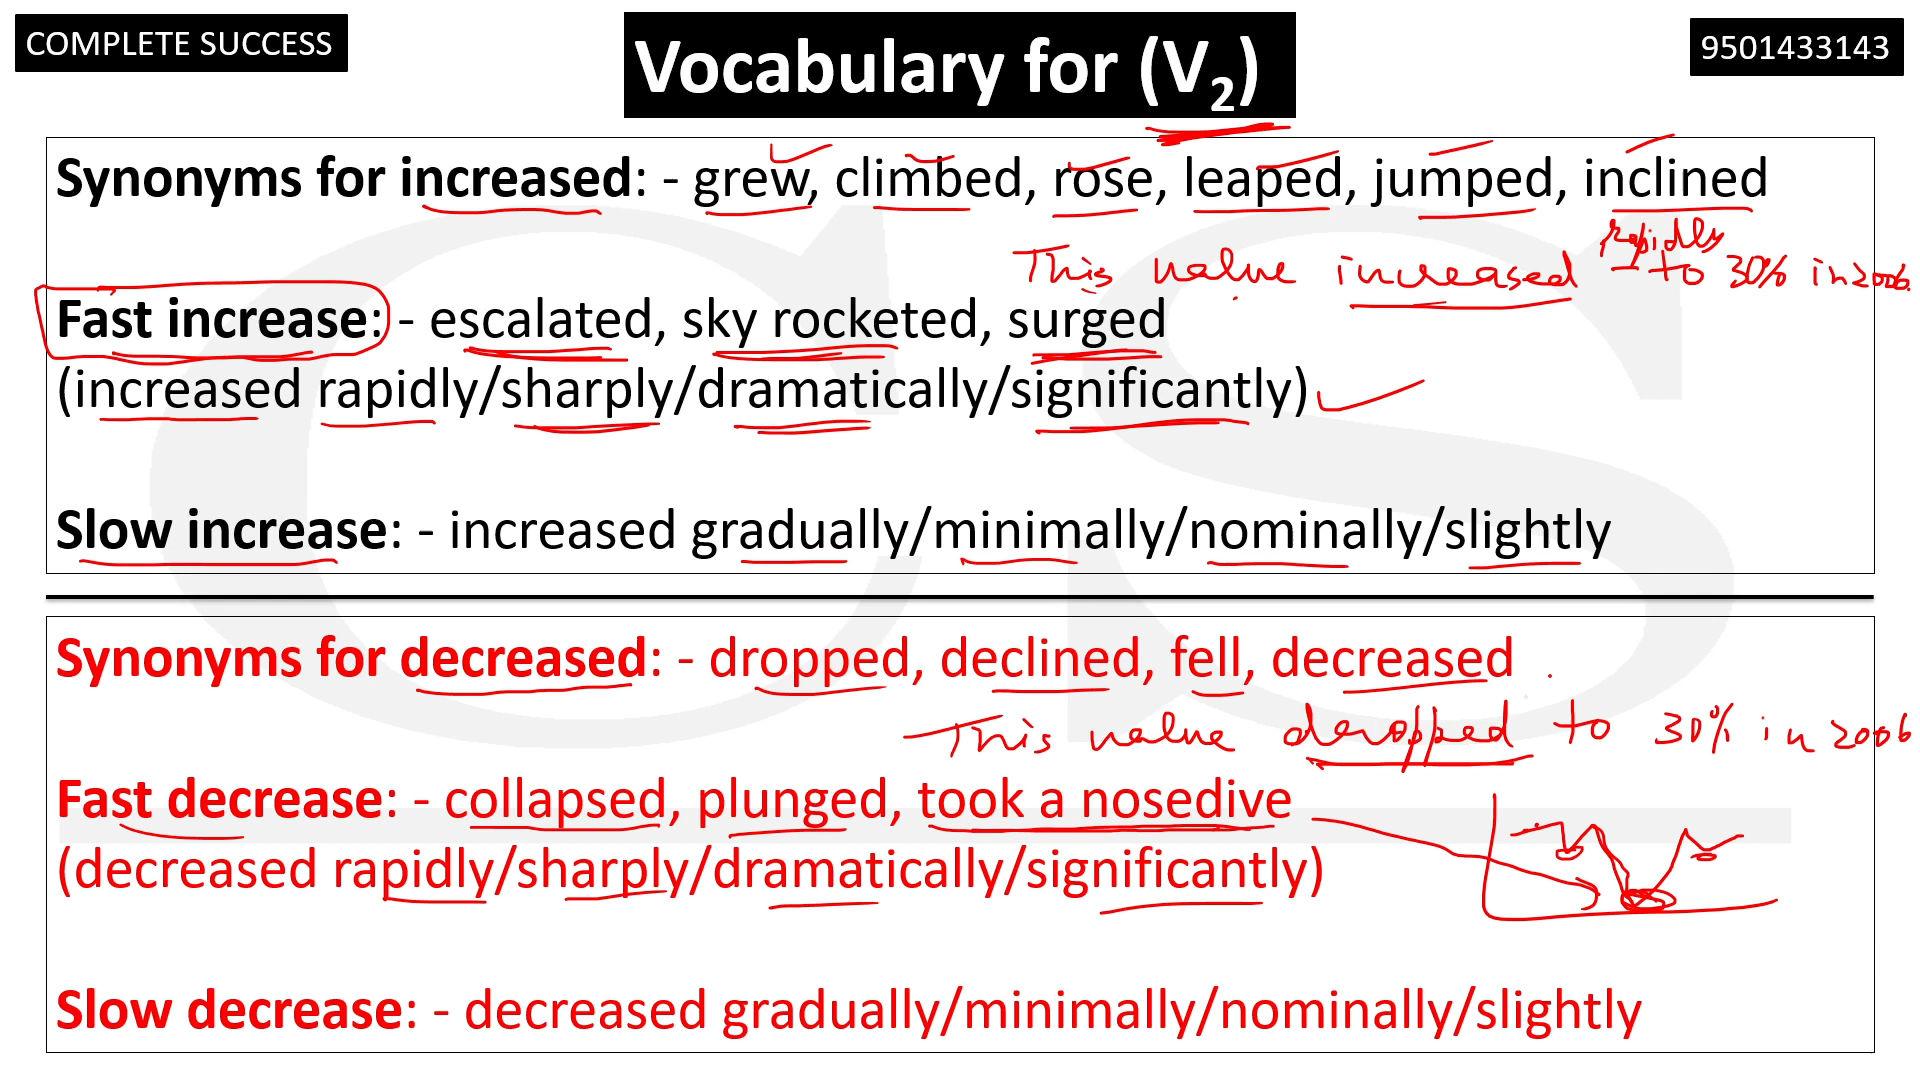 COMPLETE SUCCESS
Vocabulary for (V₂)
9501433143
Synonyms for increased: - grew, climbed, rose, leaped, jumped, inclined
rapidly
This value increased to 30% in 2006.
Fast increase: - escalated, sky rocketed, surged
(increased rapidly/sharply/dramatically/significantly)
Slow increase: - increased gradually/minimally/nominally/slightly
Synonyms for decreased: - dropped, declined, fell, decreased
This value dropped to 30% in 2006
Fast decrease: - collapsed, plunged, took a nosedive
(decreased rapidly/sharply/dramatically/significantly)
Slow decrease: - decreased gradually/minimally/nominally/slightly
CS